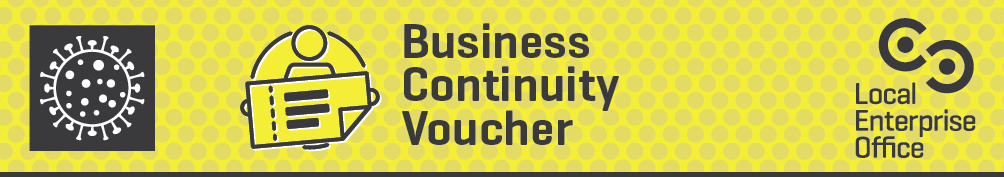 Business
Continuity
Voucher
Local
Enterprise
Office